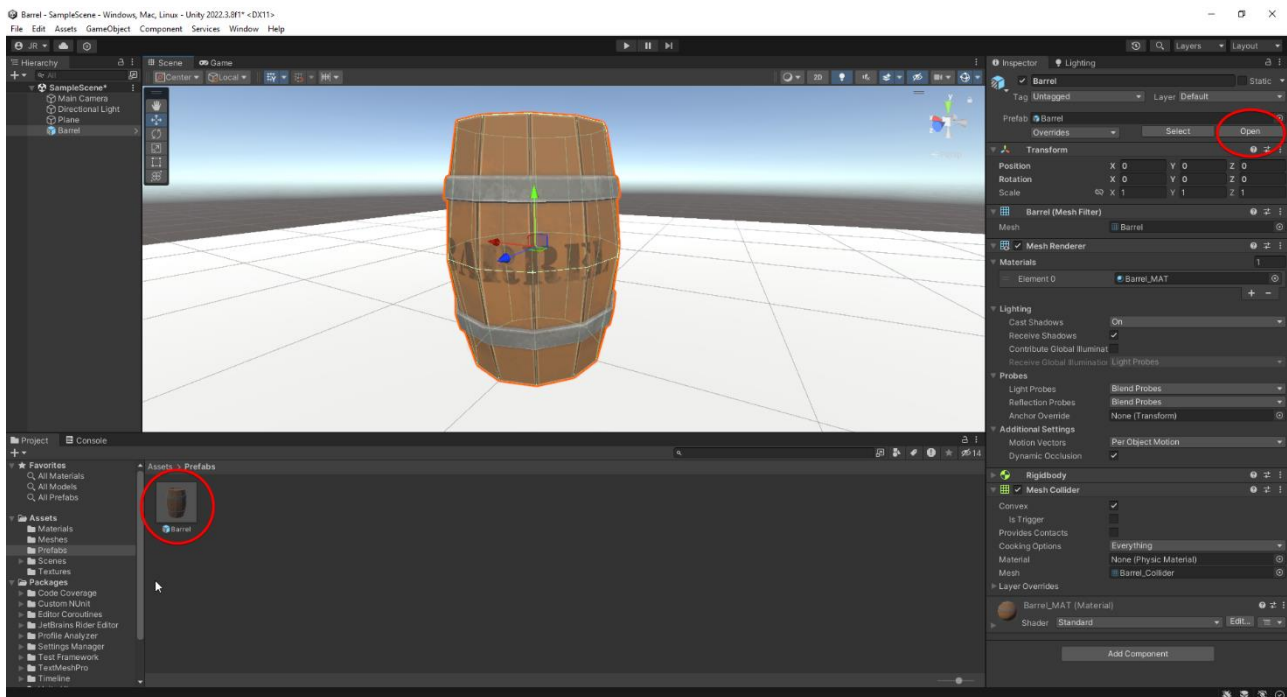 Barrel - SampleScene - Windows, Mac, Linux - Unity 2022.3.8f1* <DX11>
File Edit Assets GameObject Component Services Window Help
JR Layers Layout
Hierarchy
All
SampleScene*
Main Camera
Directional Light
Plane
Barrel
Scene Game
Center Local 2D
BARREL
Inspector Lighting
Barrel Static
Tag Untagged Layer Default
Prefab Barrel
Overrides Select Open
Transform
Position X 0 Y 0 Z 0
Rotation X 0 Y 0 Z 0
Scale X 1 Y 1 Z 1
Barrel (Mesh Filter)
Mesh Barrel
Mesh Renderer
Materials 1
Element 0 Barrel_MAT
+ -
Lighting
Cast Shadows On
Receive Shadows
Contribute Global Illuminat
Receive Global Illumination Light Probes
Probes
Light Probes Blend Probes
Reflection Probes Blend Probes
Anchor Override None (Transform)
Additional Settings
Motion Vectors Per Object Motion
Dynamic Occlusion
Rigidbody
Mesh Collider
Convex
Is Trigger
Provides Contacts
Cooking Options Everything
Material None (Physic Material)
Mesh Barrel_Collider
Layer Overrides
Barrel_MAT (Material)
Shader Standard Edit...
Add Component
Project Console
14
Favorites
All Materials
All Models
All Prefabs
Assets
Materials
Meshes
Prefabs
Scenes
Textures
Packages
Code Coverage
Custom NUnit
Editor Coroutines
JetBrains Rider Editor
Profile Analyzer
Settings Manager
Test Framework
TextMeshPro
Timeline
Assets > Prefabs
Barrel